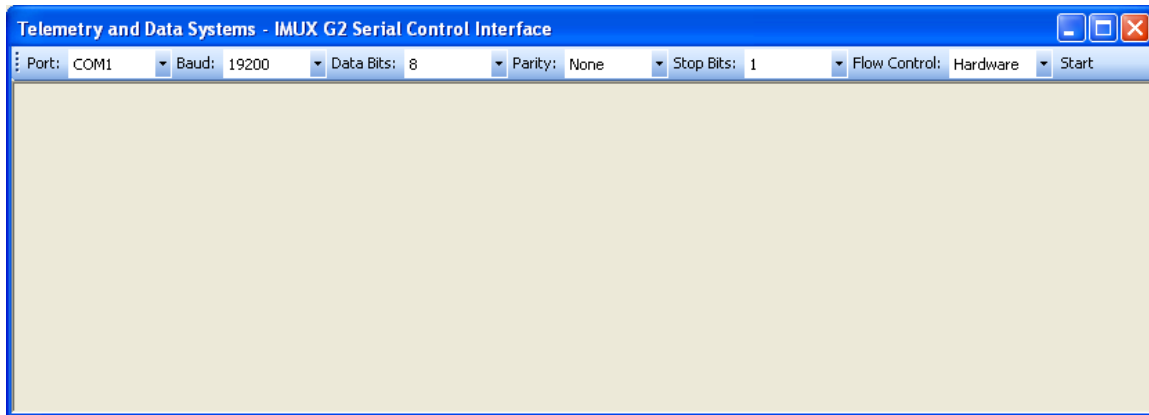 Telemetry and Data Systems - IMUX G2 Serial Control Interface
Port: COM1 Baud: 19200 Data Bits: 8 Parity: None Stop Bits: 1 Flow Control: Hardware Start